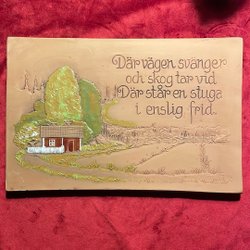 Där vägen svänger
och skog tar vid
Där står en stuga
i enslig frid.